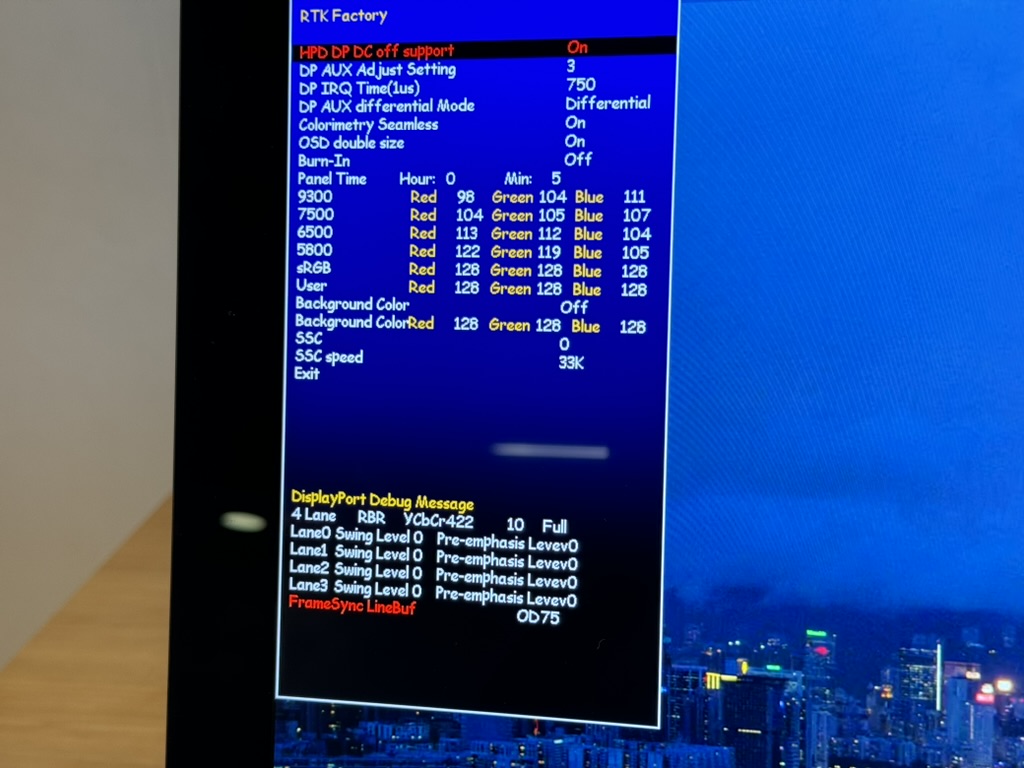 RTK Factory
HPD DP DC off support On
DP AUX Adjust Setting 3
DP IRQ Time(1us) 750
DP AUX differential Mode Differential
Colorimetry Seamless On
OSD double size On
Burn-In Off
Panel Time Hour: 0 Min: 5
9300 Red 98 Green 104 Blue 111
7500 Red 104 Green 105 Blue 107
6500 Red 113 Green 112 Blue 104
5800 Red 122 Green 119 Blue 105
sRGB Red 128 Green 128 Blue 128
User Red 128 Green 128 Blue 128
Background Color Off
Background Color Red 128 Green 128 Blue 128
SSC 0
SSC speed 33K
Exit
DisplayPort Debug Message
4 Lane RBR YCbCr422 10 Full
Lane0 Swing Level 0 Pre-emphasis Levev0
Lane1 Swing Level 0 Pre-emphasis Levev0
Lane2 Swing Level 0 Pre-emphasis Levev0
Lane3 Swing Level 0 Pre-emphasis Levev0
FrameSync LineBuf OD75